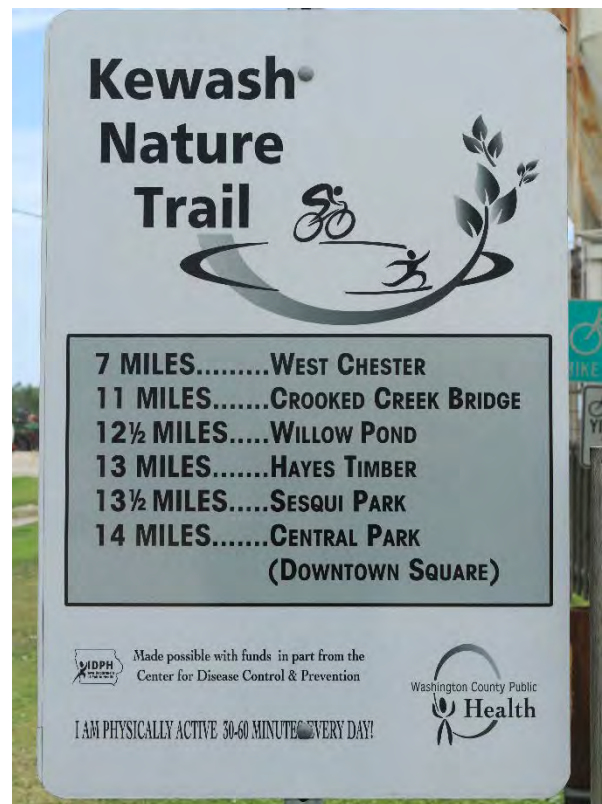 Kewash
Nature
Trail
7 MILES.........WEST CHESTER
11 MILES.......CROOKED CREEK BRIDGE
12½ MILES.....WILLOW POND
13 MILES.......HAYES TIMBER
13½ MILES.....SESQUI PARK
14 MILES.......CENTRAL PARK
(DOWNTOWN SQUARE)
IDPH
Made possible with funds in part from the
Center for Disease Control & Prevention
Washington County Public
Health
I AM PHYSICALLY ACTIVE 30-60 MINUTES EVERY DAY!